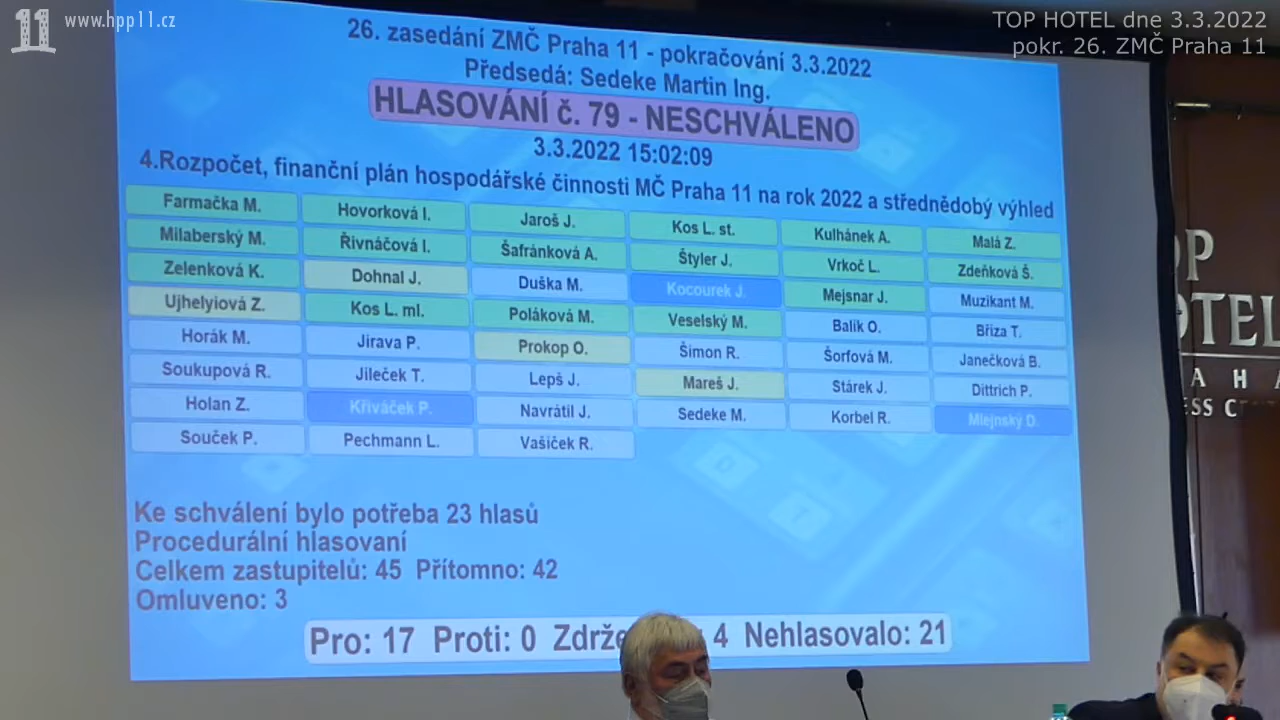 11 www.hpp11.cz
TOP HOTEL dne 3.3.2022
pokr. 26. ZMČ Praha 11
26. zasedání ZMČ Praha 11 - pokračování 3.3.2022
Předsedá: Sedeke Martin Ing.
HLASOVÁNÍ č. 79 - NESCHVÁLENO
3.3.2022 15:02:09
4.Rozpočet, finanční plán hospodářské činnosti MČ Praha 11 na rok 2022 a střednědobý výhled
Farmačka M. Hovorková I. Jaroš J. Kos L. st. Kulhánek A. Malá Z.
Milaberský M. Řivnáčová I. Šafránková A. Štyler J. Vrkoč L. Zdeňková Š.
Zelenková K. Dohnal J. Duška M. Kocourek J. Mejsnar J. Muzikant M.
Ujhelyiová Z. Kos L. ml. Poláková M. Veselský M. Balík O. Bříza T.
Horák M. Jirava P. Prokop O. Šimon R. Šorfová M. Janečková B.
Soukupová R. Jileček T. Lepš J. Mareš J. Stárek J. Dittrich P.
Holan Z. Křiváček P. Navrátil J. Sedeke M. Korbel R. Mlejnský D.
Souček P. Pechmann L. Vašíček R.
Ke schválení bylo potřeba 23 hlasů
Procedurální hlasovaní
Celkem zastupitelů: 45 Přítomno: 42
Omluveno: 3
Pro: 17 Proti: 0 Zdrže 4 Nehlasovalo: 21
OP
OTEL
A H A
ESS C